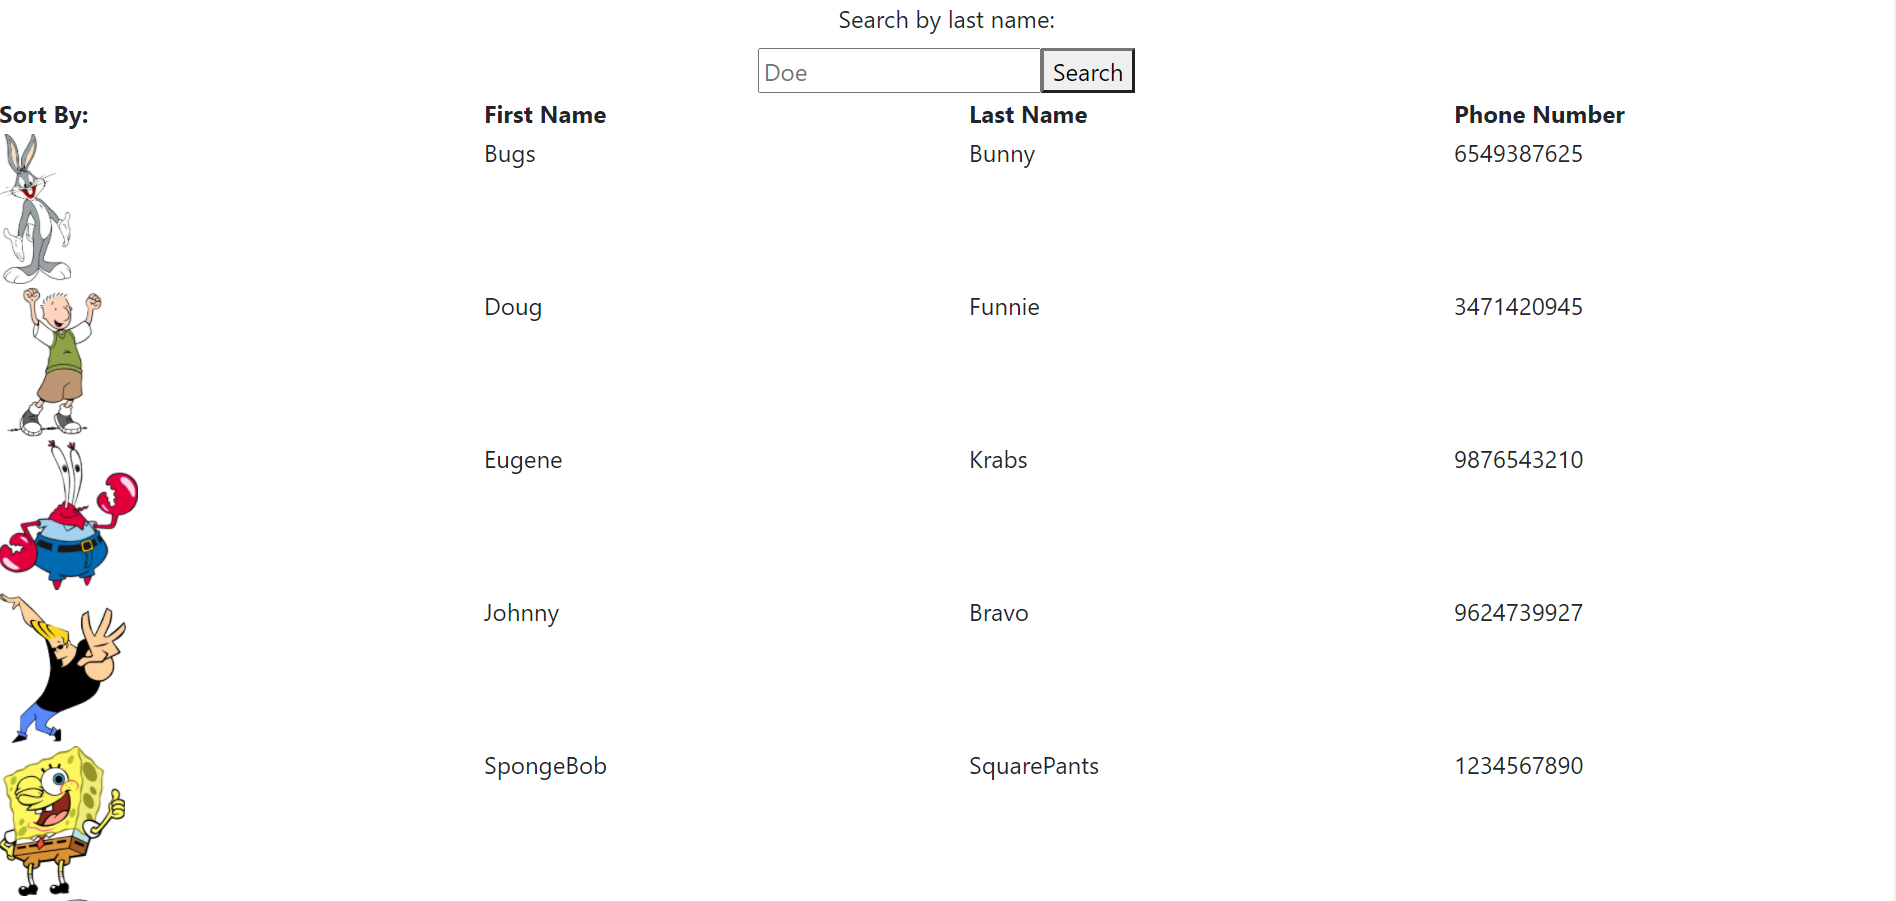 Search by last name:
Doe Search
Sort By: First Name Last Name Phone Number
Bugs Bunny 6549387625
Doug Funnie 3471420945
Eugene Krabs 9876543210
Johnny Bravo 9624739927
SpongeBob SquarePants 1234567890